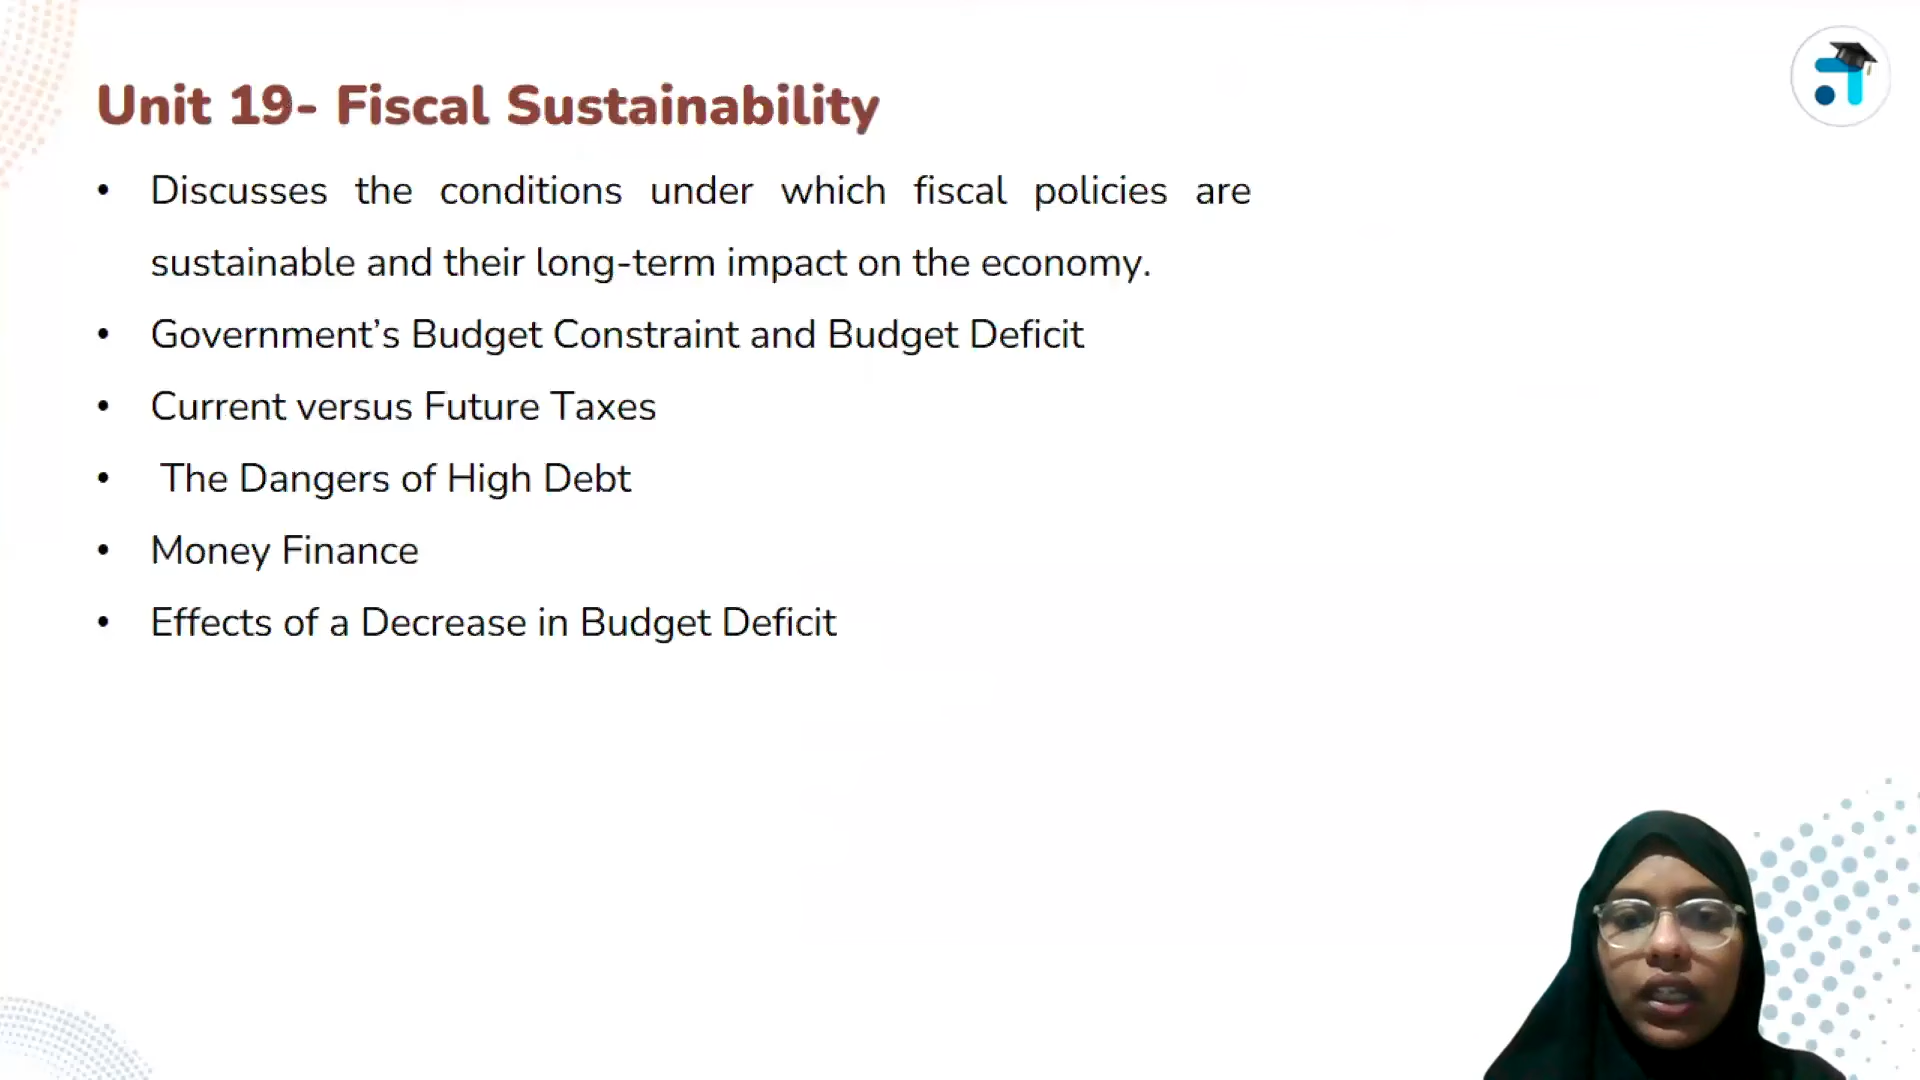 Unit 19- Fiscal Sustainability
• Discusses the conditions under which fiscal policies are
sustainable and their long-term impact on the economy.
• Government’s Budget Constraint and Budget Deficit
• Current versus Future Taxes
• The Dangers of High Debt
• Money Finance
• Effects of a Decrease in Budget Deficit